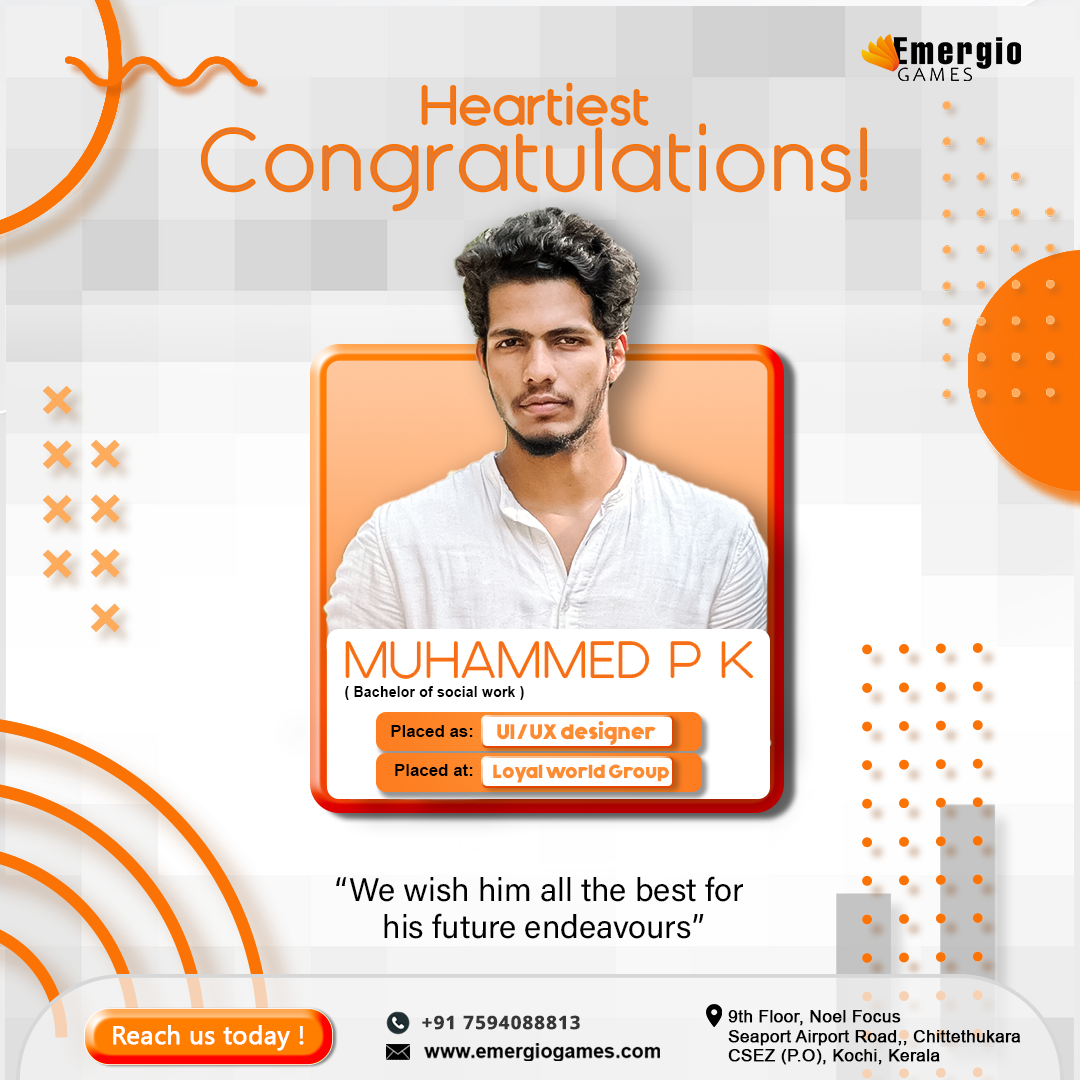 Emergio
GAMES
Heartiest
Congratulations!
MUHAMMED P K
( Bachelor of social work )
Placed as: UI/UX designer
Placed at: Loyal world Group
“We wish him all the best for
his future endeavours”
Reach us today !
+91 7594088813
www.emergiogames.com
9th Floor, Noel Focus
Seaport Airport Road,, Chittethukara
CSEZ (P.O), Kochi, Kerala